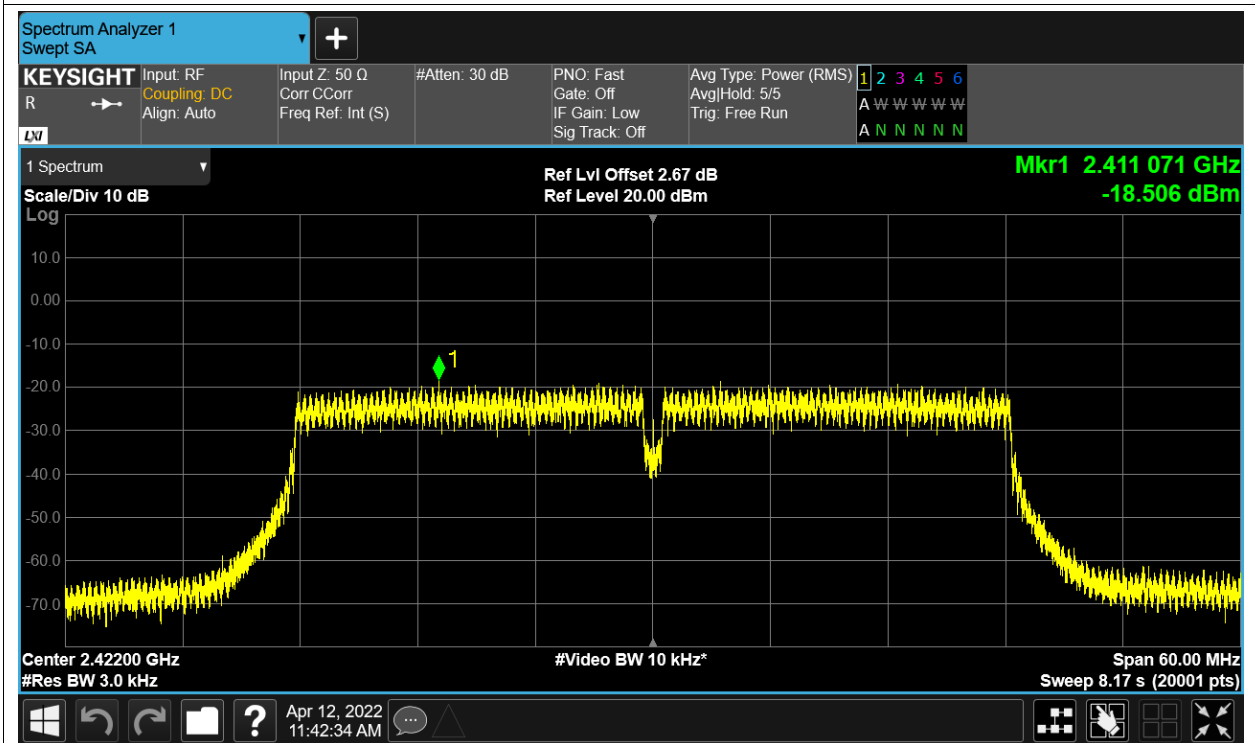 Spectrum Analyzer 1
Swept SA
KEYSIGHT
R
LXI
Input: RF
Coupling: DC
Align: Auto
Input Z: 50 Ω
Corr CCorr
Freq Ref: Int (S)
#Atten: 30 dB
PNO: Fast
Gate: Off
IF Gain: Low
Sig Track: Off
Avg Type: Power (RMS)
Avg|Hold: 5/5
Trig: Free Run
1 2 3 4 5 6
A W W W W W
A N N N N N
1 Spectrum
Scale/Div 10 dB
Log
Ref Lvl Offset 2.67 dB
Ref Level 20.00 dBm
Mkr1 2.411 071 GHz
-18.506 dBm
10.0
0.00
-10.0
1
-20.0
-30.0
-40.0
-50.0
-60.0
-70.0
Center 2.42200 GHz
#Res BW 3.0 kHz
#Video BW 10 kHz*
Span 60.00 MHz
Sweep 8.17 s (20001 pts)
?
Apr 12, 2022
11:42:34 AM